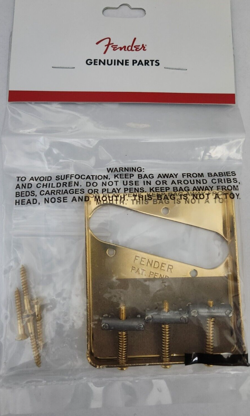 Fender
GENUINE PARTS
WARNING:
TO AVOID SUFFOCATION, KEEP BAG AWAY FROM BABIES
AND CHILDREN. DO NOT USE IN OR AROUND CRIBS,
BEDS, CARRIAGES OR PLAY PENS. KEEP BAG AWAY FROM
HEAD, NOSE AND MOUTH. THIS BAG IS NOT A TOY
FENDER
PAT. PEND